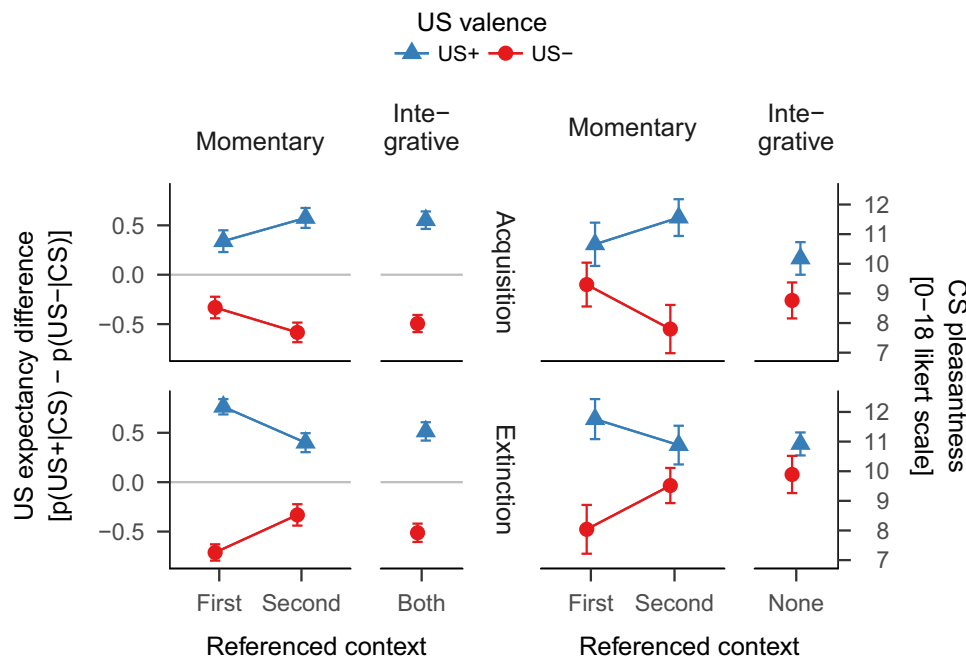 US valence
US+ US−
Momentary
Inte−
grative
Momentary
Inte−
grative
US expectancy difference
[p(US+|CS) − p(US−|CS)]
0.5
0.0
−0.5
Acquisition
12
11
10
9
8
7
0.5
0.0
−0.5
Extinction
12
11
10
9
8
7
CS pleasantness
[0−18 likert scale]
First Second Both First Second None
Referenced context Referenced context